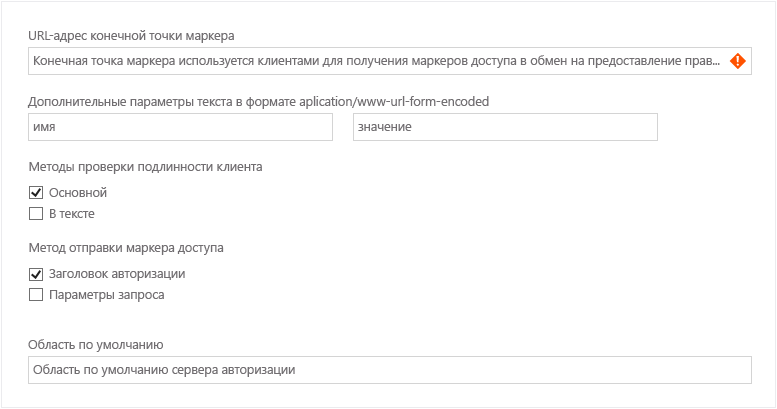 URL-адрес конечной точки маркера
Конечная точка маркера используется клиентами для получения маркеров доступа в обмен на предоставление прав...
Дополнительные параметры текста в формате aplication/www-url-form-encoded
имя значение
Методы проверки подлинности клиента
Основной
В тексте
Метод отправки маркера доступа
Заголовок авторизации
Параметры запроса
Область по умолчанию
Область по умолчанию сервера авторизации